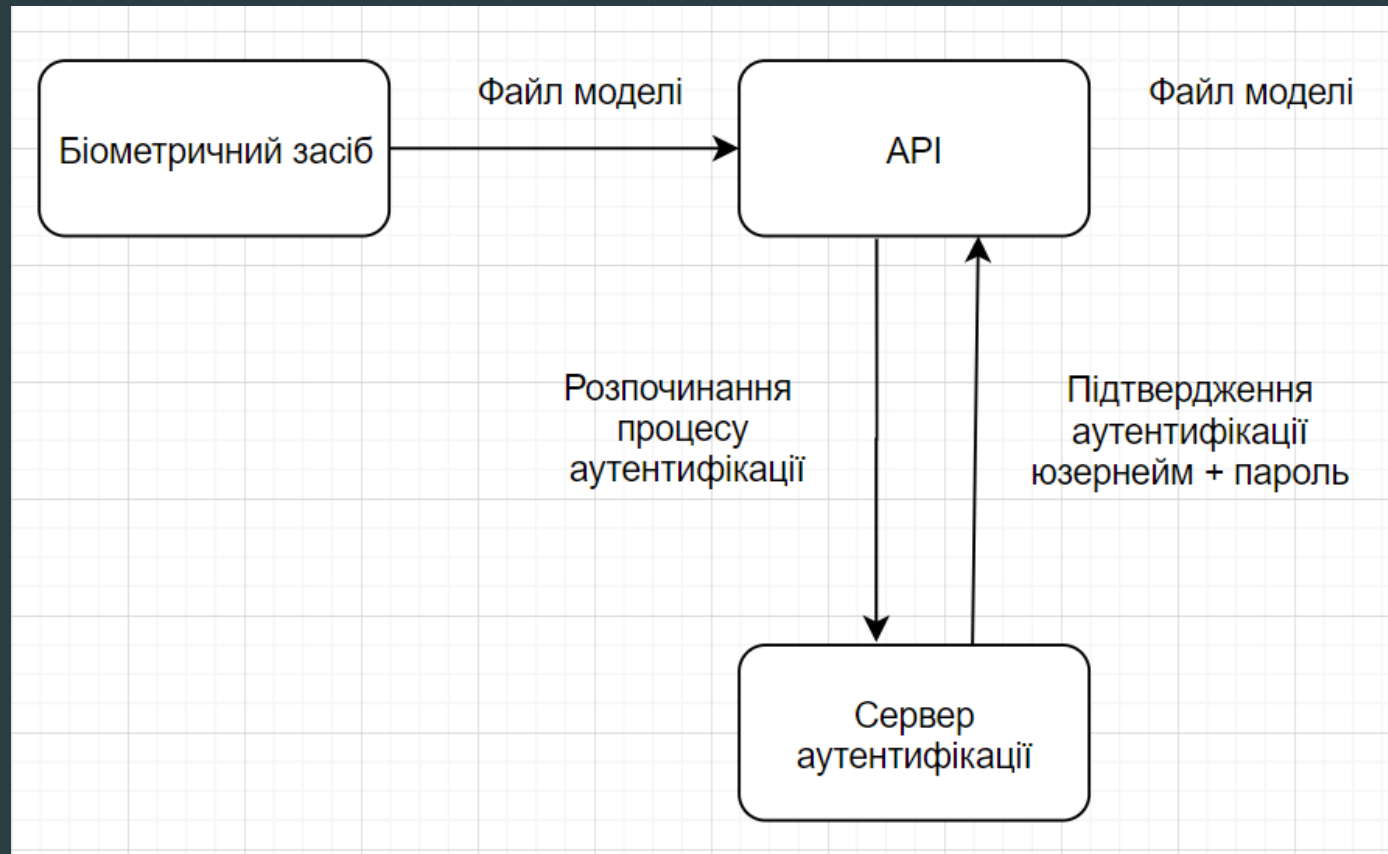 Файл моделі
Файл моделі
Біометричний засіб
API
Розпочинання
процесу
аутентифікації
Підтвердження
аутентифікації
юзернейм + пароль
Сервер
аутентифікації